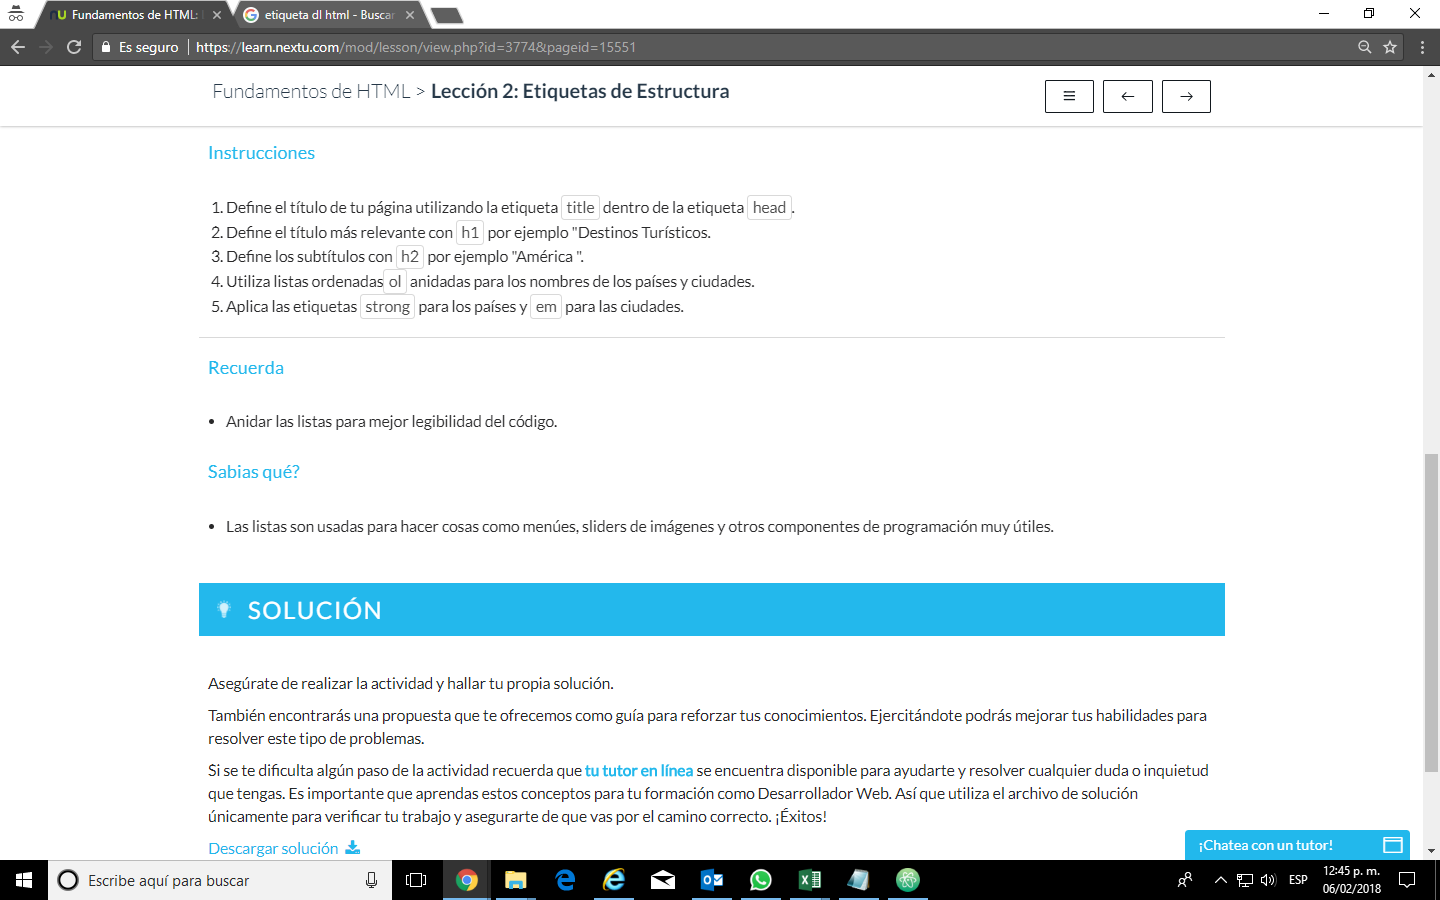 Fundamentos de HTML:
etiqueta dl html - Buscar
Es seguro
https://learn.nextu.com/mod/lesson/view.php?id=3774&pageid=15551
Fundamentos de HTML > Lección 2: Etiquetas de Estructura
Instrucciones
1. Define el título de tu página utilizando la etiqueta title dentro de la etiqueta head.
2. Define el título más relevante con h1 por ejemplo "Destinos Turísticos.
3. Define los subtítulos con h2 por ejemplo "América ".
4. Utiliza listas ordenadas ol anidadas para los nombres de los países y ciudades.
5. Aplica las etiquetas strong para los países y em para las ciudades.
Recuerda
• Anidar las listas para mejor legibilidad del código.
Sabias qué?
• Las listas son usadas para hacer cosas como menúes, sliders de imágenes y otros componentes de programación muy útiles.
SOLUCIÓN
Asegúrate de realizar la actividad y hallar tu propia solución.
También encontrarás una propuesta que te ofrecemos como guía para reforzar tus conocimientos. Ejercitándote podrás mejorar tus habilidades para
resolver este tipo de problemas.
Si se te dificulta algún paso de la actividad recuerda que tu tutor en línea se encuentra disponible para ayudarte y resolver cualquier duda o inquietud
que tengas. Es importante que aprendas estos conceptos para tu formación como Desarrollador Web. Así que utiliza el archivo de solución
únicamente para verificar tu trabajo y asegurarte de que vas por el camino correcto. ¡Éxitos!
Descargar solución
¡Chatea con un tutor!
Escribe aquí para buscar
ESP
12:45 p. m.
06/02/2018